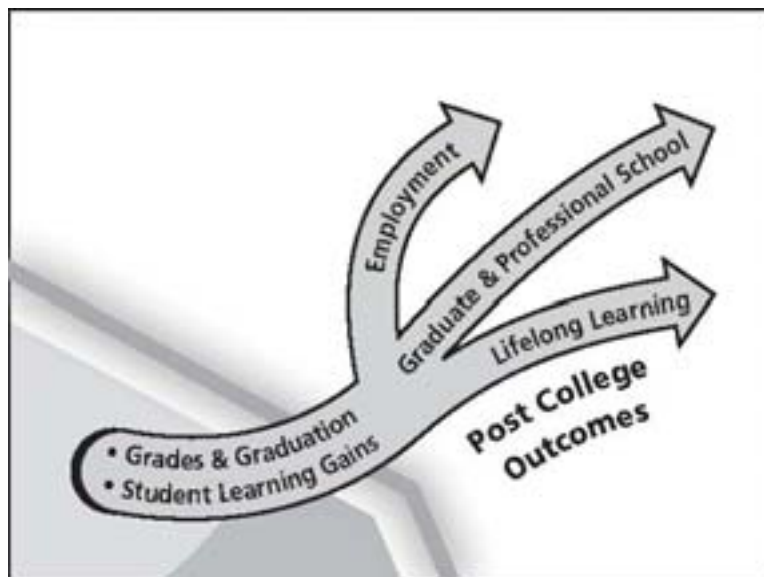 Employment
Graduate & Professional School
Lifelong Learning
Post College
Outcomes
• Grades & Graduation
• Student Learning Gains